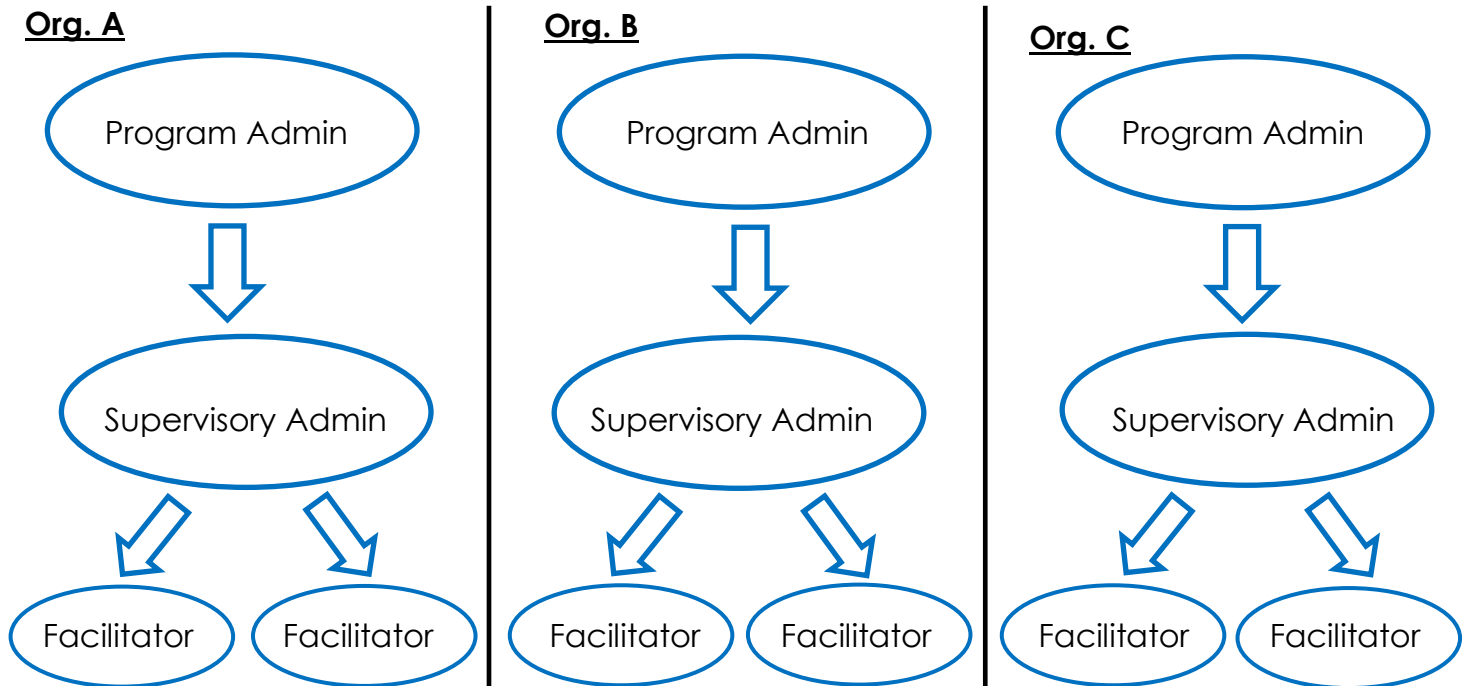 Org. A
Program Admin
Supervisory Admin
Facilitator
Facilitator
Org. B
Program Admin
Supervisory Admin
Facilitator
Facilitator
Org. C
Program Admin
Supervisory Admin
Facilitator
Facilitator